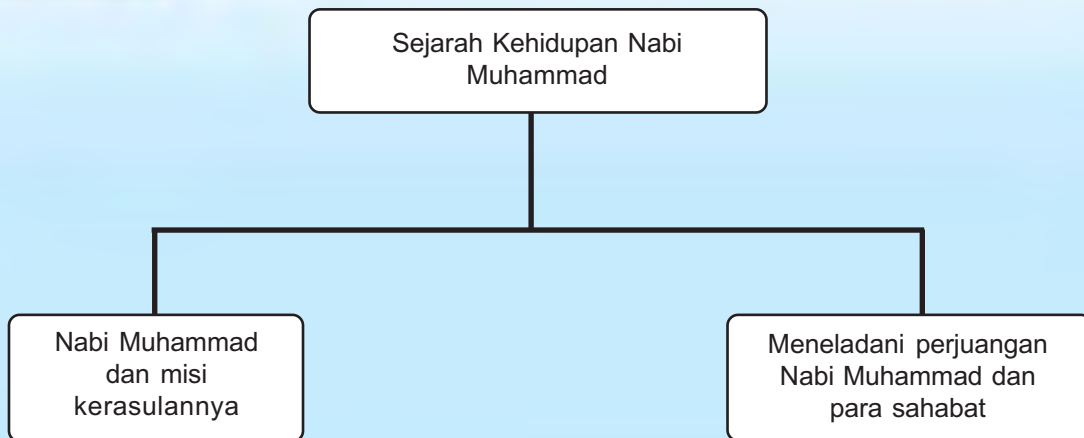 Sejarah Kehidupan Nabi
Muhammad
Nabi Muhammad
dan misi
kerasulannya
Meneladani perjuangan
Nabi Muhammad dan
para sahabat